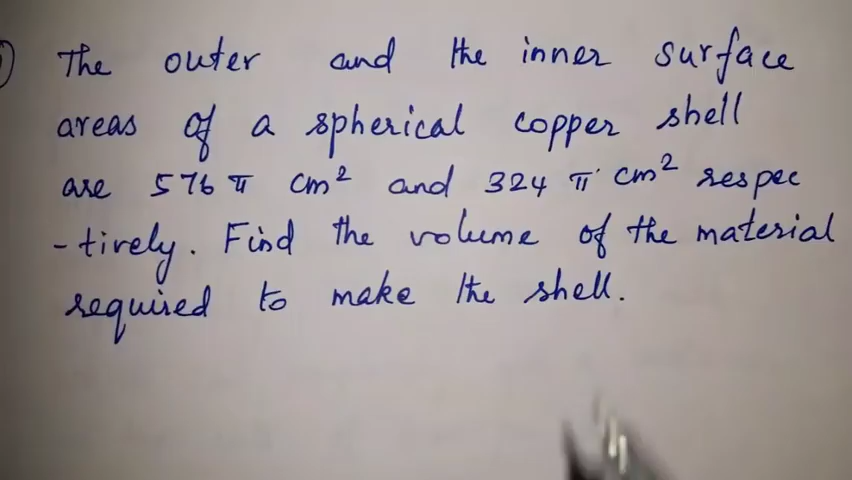 The outer and the inner surface
areas of a spherical copper shell
are 576 π cm² and 324 π cm² respec
-tively. Find the volume of the material
required to make the shell.